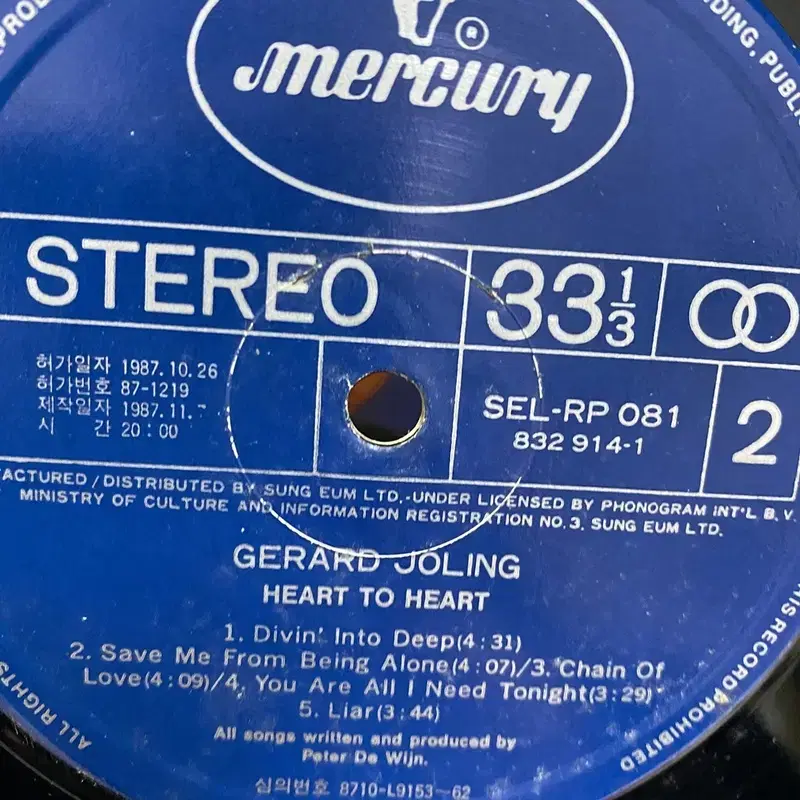 mercury
STEREO
33 1/3
허가일자 1987.10.26
허가번호 87-1219
제작일자 1987.11.
시 간 20:00
SEL-RP 081
832 914-1
2
ACTURED / DISTRIBUTED BY SUNG EUM LTD.-UNDER LICENSED BY PHONOGRAM INT'L B.V.
MINISTRY OF CULTURE AND INFORMATION REGISTRATION NO.3. SUNG EUM LTD.
GERARD JOLING
HEART TO HEART
1. Divin' Into Deep(4:31)
2. Save Me From Being Alone(4:07)/3. Chain Of
Love(4:09)/4. You Are All I Need Tonight(3:29)
5. Liar(3:44)
All songs written and produced by
Peter De Wijn.
심의번호 8710-L9153-62
ALL RIGHTS
RECORD PROHIBITED